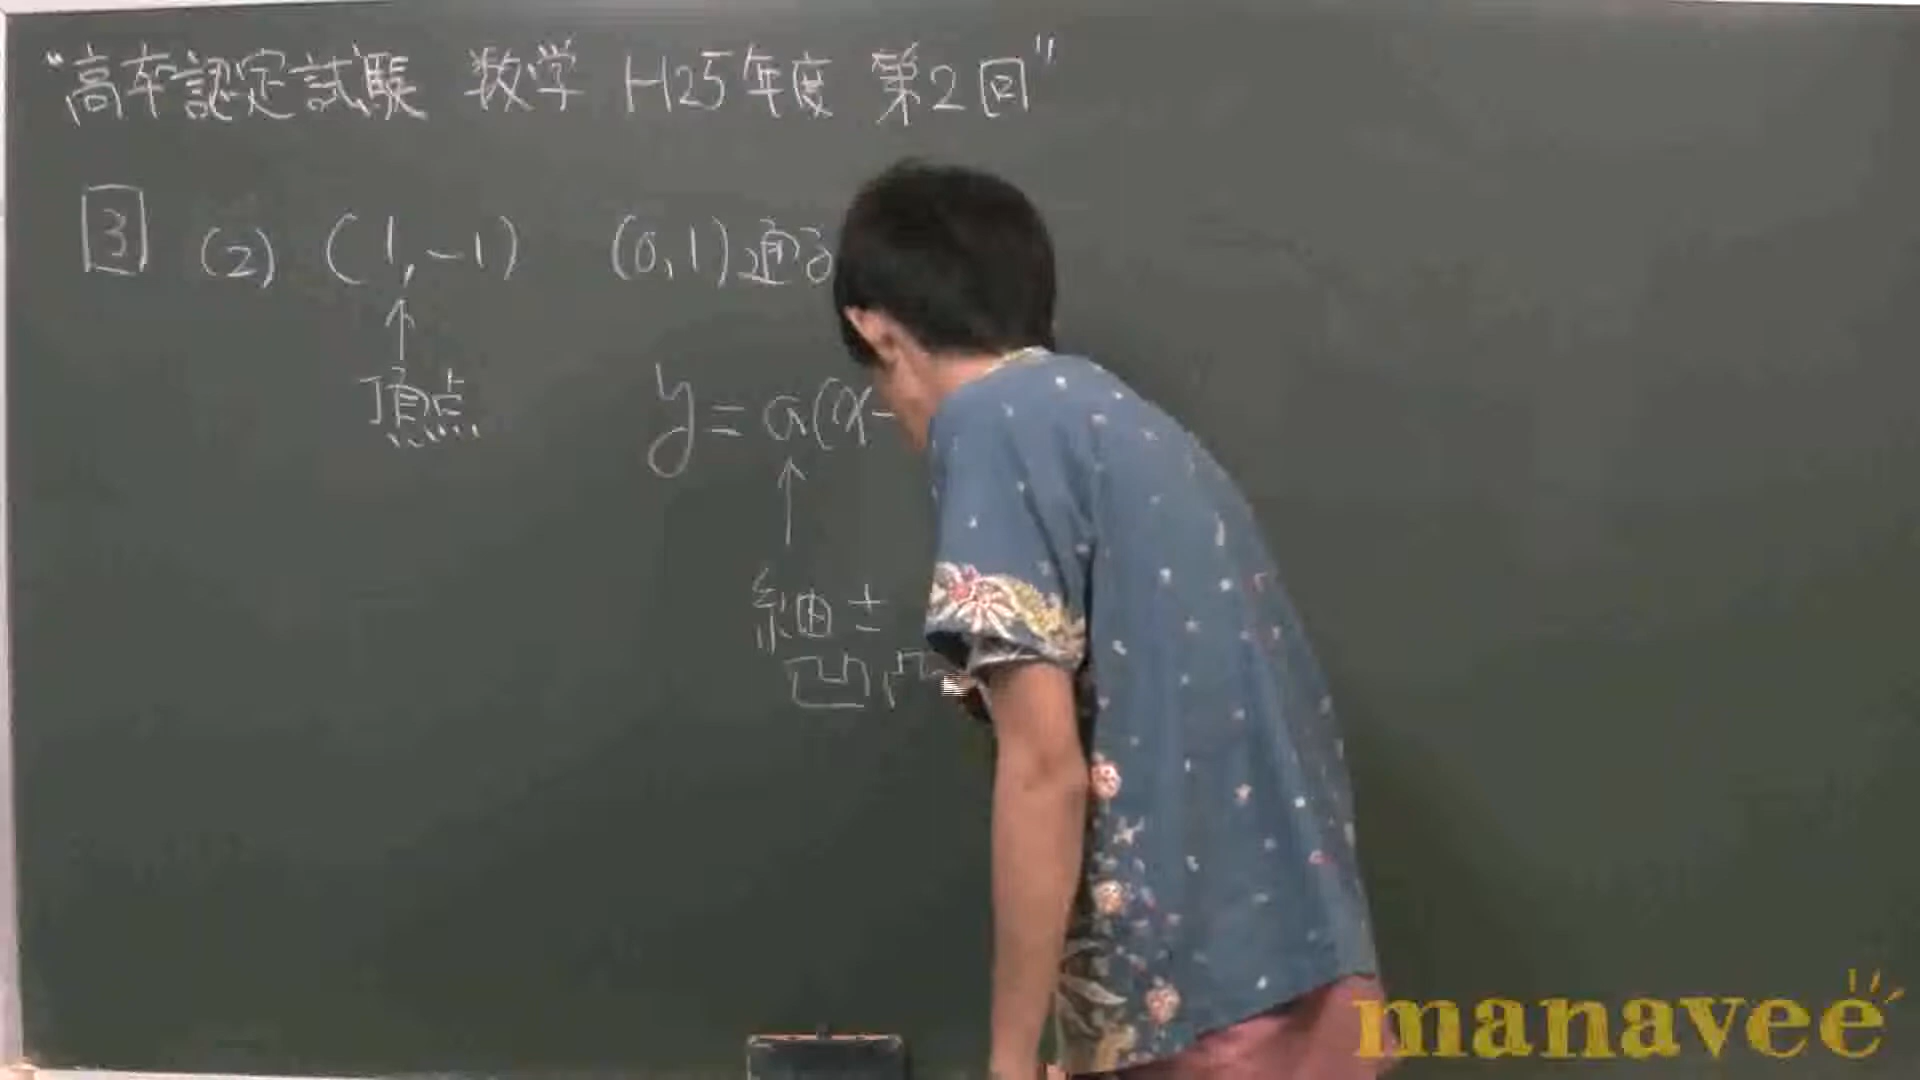 “高卒認定試験 数学 H25年度 第2回”
3 (2) (1,-1) (0,1)通る
↑
頂点
y=a(x-
↑
細±
凹凸
manavee